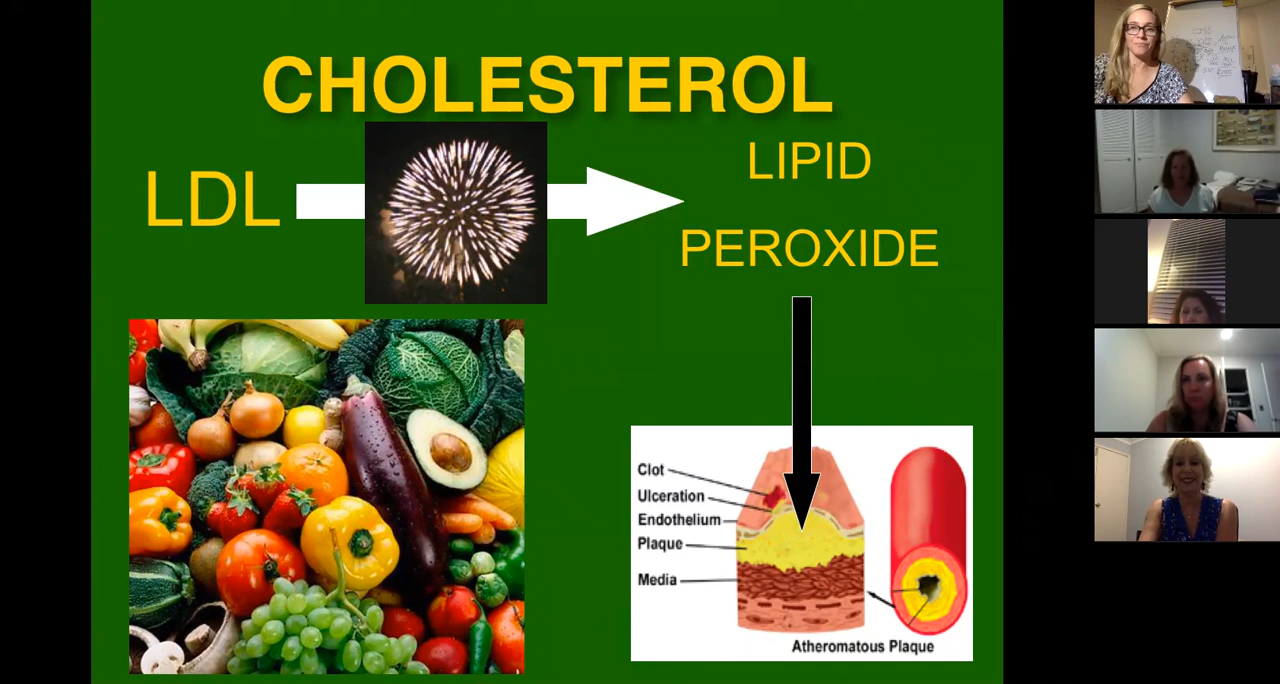 CHOLESTEROL
LDL
LIPID
PEROXIDE
Clot
Ulceration
Endothelium
Plaque
Media
Atheromatous Plaque